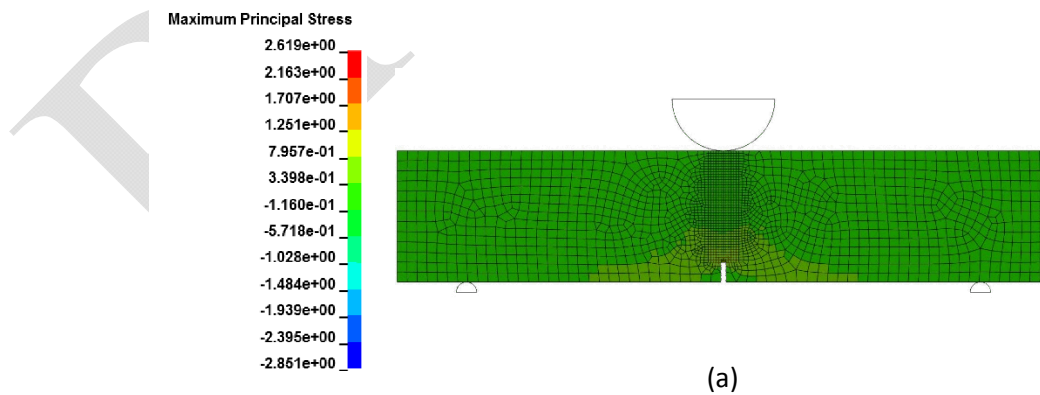 Maximum Principal Stress
2.619e+00
2.163e+00
1.707e+00
1.251e+00
7.957e-01
3.398e-01
-1.160e-01
-5.718e-01
-1.028e+00
-1.484e+00
-1.939e+00
-2.395e+00
-2.851e+00
(a)